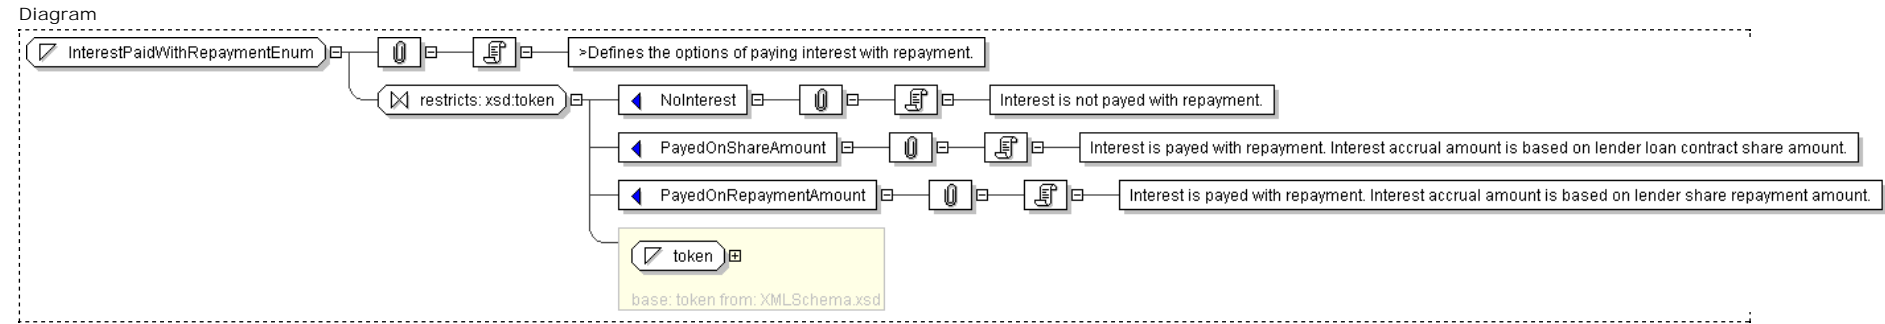 Diagram
InterestPaidWithRepaymentEnum >Defines the options of paying interest with repayment.
restricts: xsd:token NoInterest Interest is not payed with repayment.
PayedOnShareAmount Interest is payed with repayment. Interest accrual amount is based on lender loan contract share amount.
PayedOnRepaymentAmount Interest is payed with repayment. Interest accrual amount is based on lender share repayment amount.
token
base: token from: XMLSchema.xsd